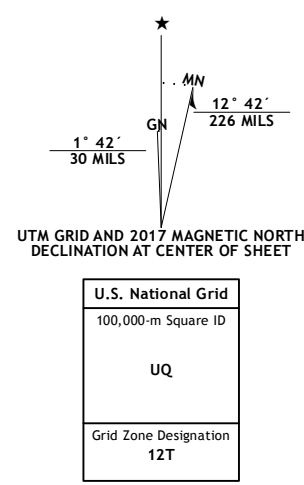 ★
MN
GN
12° 42´
226 MILS
1° 42´
30 MILS
UTM GRID AND 2017 MAGNETIC NORTH
DECLINATION AT CENTER OF SHEET
U.S. National Grid
100,000-m Square ID
UQ
Grid Zone Designation
12T